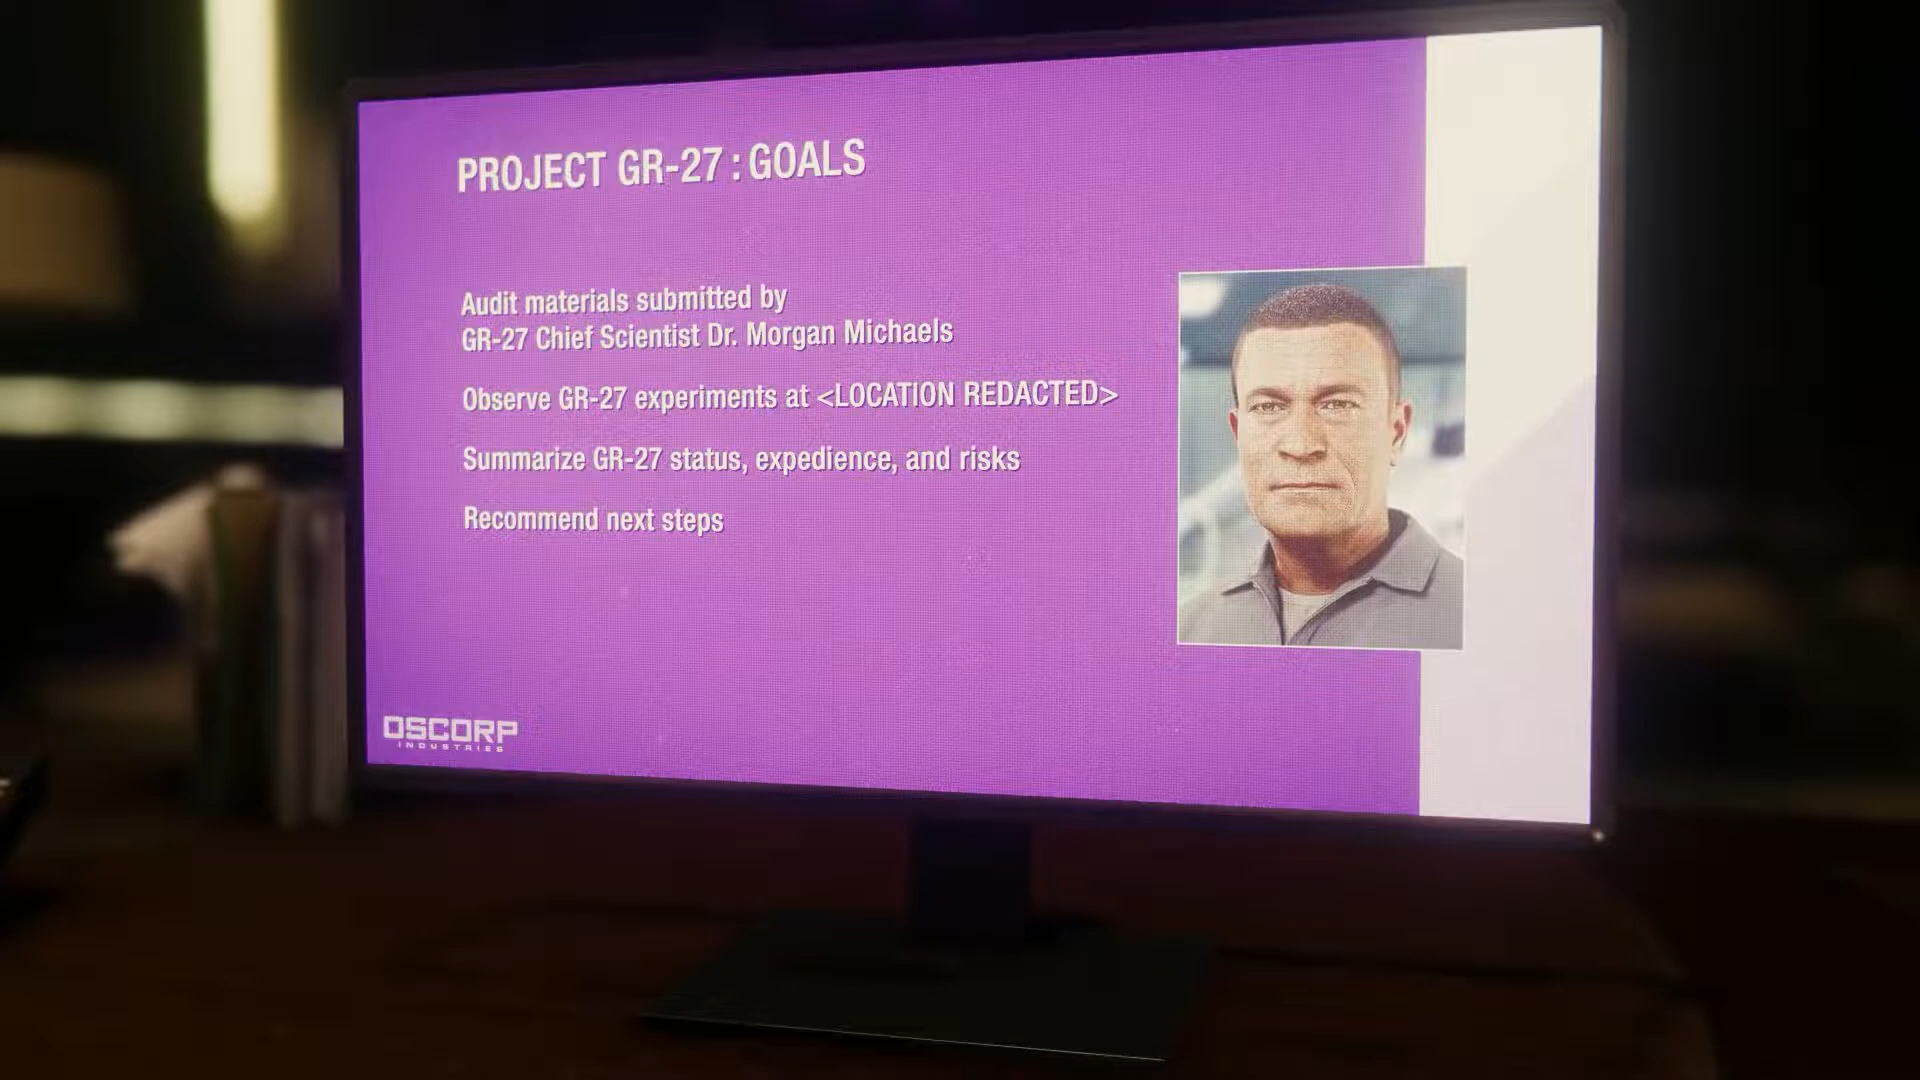 PROJECT GR-27 : GOALS
Audit materials submitted by
GR-27 Chief Scientist Dr. Morgan Michaels
Observe GR-27 experiments at <LOCATION REDACTED>
Summarize GR-27 status, expedience, and risks
Recommend next steps
OSCORP
INDUSTRIES